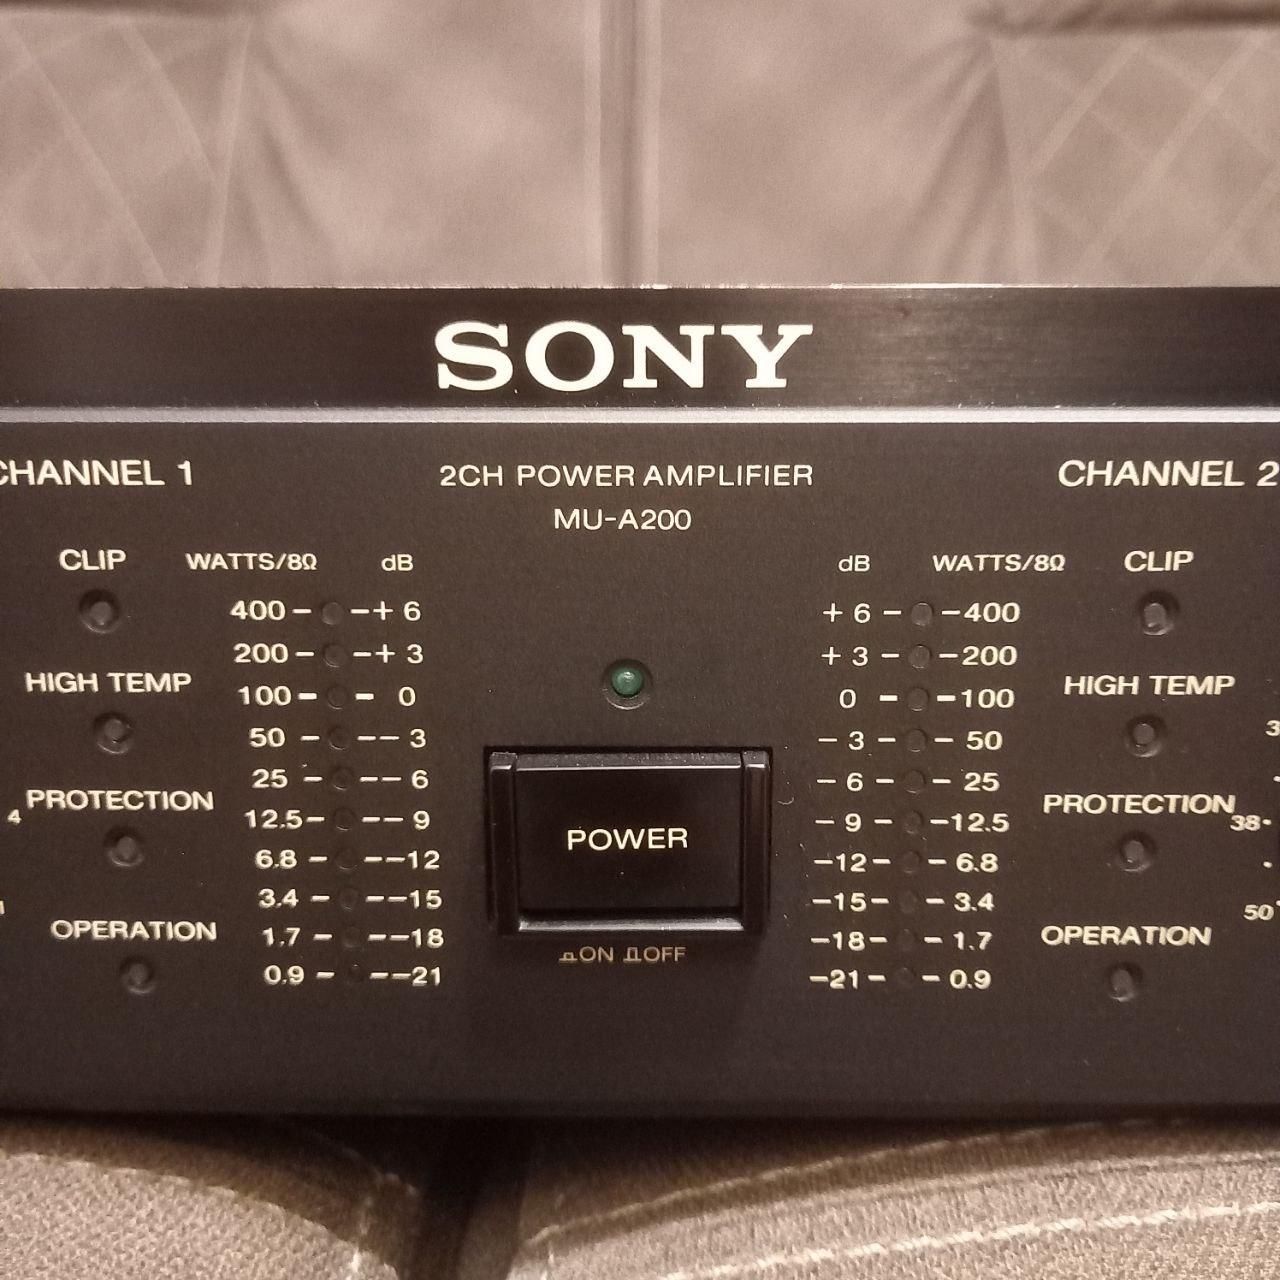 SONY
CHANNEL 1 2CH POWER AMPLIFIER CHANNEL 2
MU-A200
CLIP WATTS/8Ω dB dB WATTS/8Ω CLIP
400 - - + 6 + 6 - - 400
200 - - + 3 + 3 - - 200
HIGH TEMP HIGH TEMP
100 - - 0 0 - - 100
50 - - - 3 - 3 - - 50
25 - - - 6 - 6 - - 25
PROTECTION PROTECTION
4 12.5 - - - 9 POWER - 9 - - 12.5 38
6.8 - - -12 -12 - - 6.8
3.4 - - -15 -15 - - 3.4 50
OPERATION OPERATION
1.7 - - -18 ON OFF -18 - - 1.7
0.9 - - -21 -21 - - 0.9